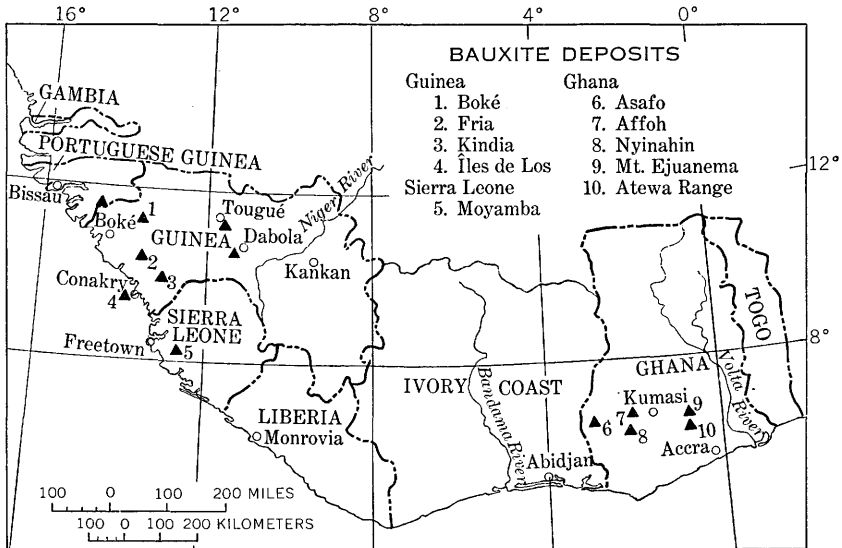 16° 12° 8° 4° 0°
BAUXITE DEPOSITS
Guinea
1. Boké
2. Fria
3. Kindia
4. Îles de Los
Sierra Leone
5. Moyamba
Ghana
6. Asafo
7. Affoh
8. Nyinahin
9. Mt. Ejuanema
10. Atewa Range
GAMBIA
PORTUGUESE GUINEA
12°
Bissau
1
Tougué
Niger River
Boké
GUINEA
Dabola
2
Kankan
3
Conakry
4
SIERRA
LEONE
TOGO
Freetown
5
8°
GHANA
Volta River
IVORY COAST
Bandama River
Kumasi
LIBERIA
7
9
6
8
10
Monrovia
Accra
Abidjan
100 0 100 200 MILES
100 0 100 200 KILOMETERS